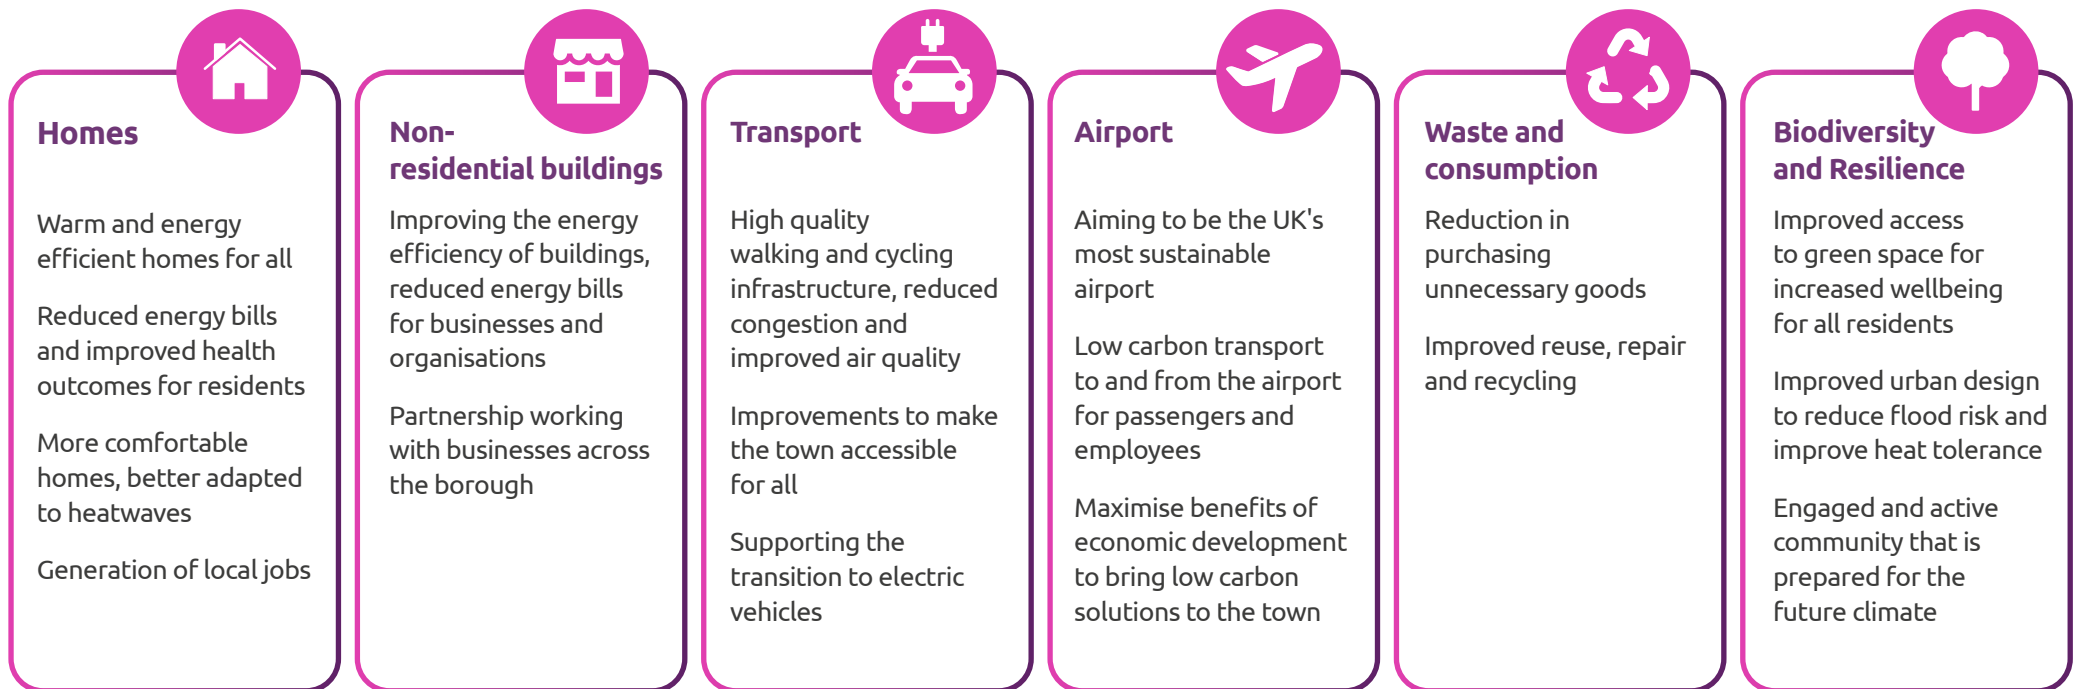 Homes
Warm and energy
efficient homes for all
Reduced energy bills
and improved health
outcomes for residents
More comfortable
homes, better adapted
to heatwaves
Generation of local jobs
Non-
residential buildings
Improving the energy
efficiency of buildings,
reduced energy bills
for businesses and
organisations
Partnership working
with businesses across
the borough
Transport
High quality
walking and cycling
infrastructure, reduced
congestion and
improved air quality
Improvements to make
the town accessible
for all
Supporting the
transition to electric
vehicles
Airport
Aiming to be the UK's
most sustainable
airport
Low carbon transport
to and from the airport
for passengers and
employees
Maximise benefits of
economic development
to bring low carbon
solutions to the town
Waste and
consumption
Reduction in
purchasing
unnecessary goods
Improved reuse, repair
and recycling
Biodiversity
and Resilience
Improved access
to green space for
increased wellbeing
for all residents
Improved urban design
to reduce flood risk and
improve heat tolerance
Engaged and active
community that is
prepared for the
future climate